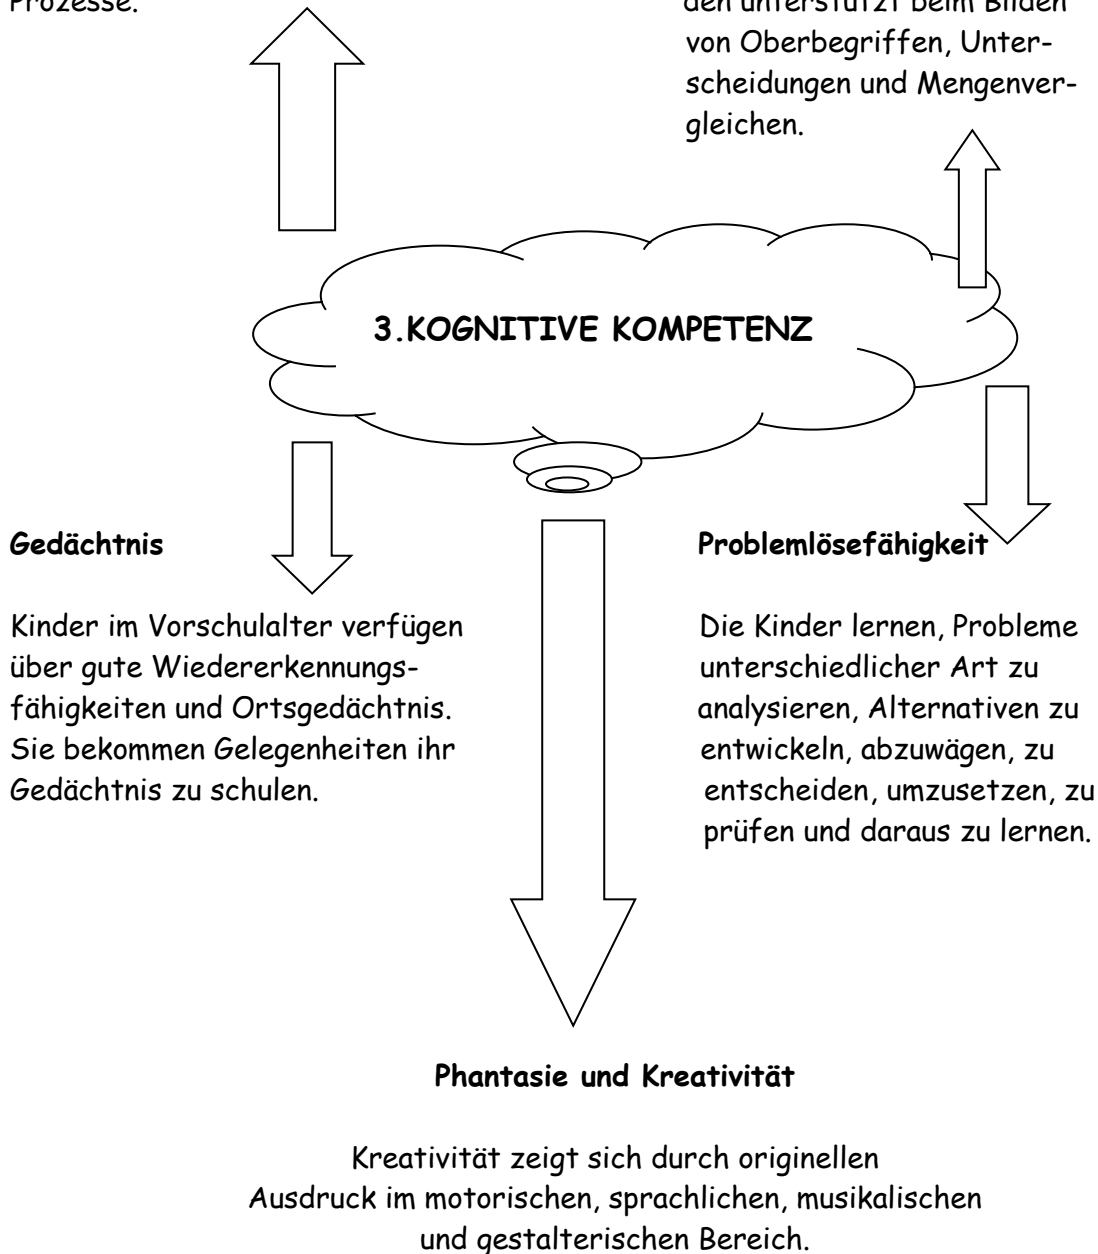 Prozesse.
den unterstützt beim Bilden
von Oberbegriffen, Unter-
scheidungen und Mengenver-
gleichen.
3.KOGNITIVE KOMPETENZ
Gedächtnis
Kinder im Vorschulalter verfügen
über gute Wiedererkennungs-
fähigkeiten und Ortsgedächtnis.
Sie bekommen Gelegenheiten ihr
Gedächtnis zu schulen.
Problemlösefähigkeit
Die Kinder lernen, Probleme
unterschiedlicher Art zu
analysieren, Alternativen zu
entwickeln, abzuwägen, zu
entscheiden, umzusetzen, zu
prüfen und daraus zu lernen.
Phantasie und Kreativität
Kreativität zeigt sich durch originellen
Ausdruck im motorischen, sprachlichen, musikalischen
und gestalterischen Bereich.